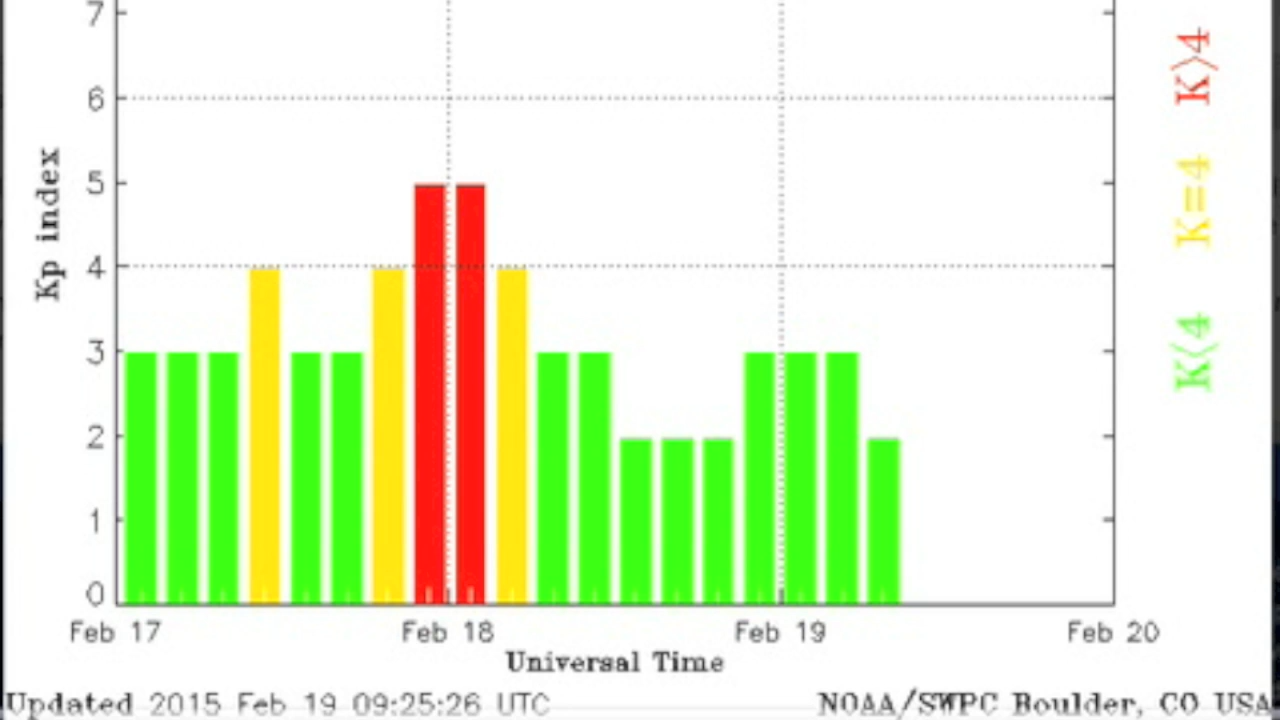 7
6
5
4
3
2
1
0
Kp index
Feb 17 Feb 18 Feb 19 Feb 20
Universal Time
K>4
K=4
K<4
Updated 2015 Feb 19 09:25:26 UTC
NOAA/SWPC Boulder, CO USA